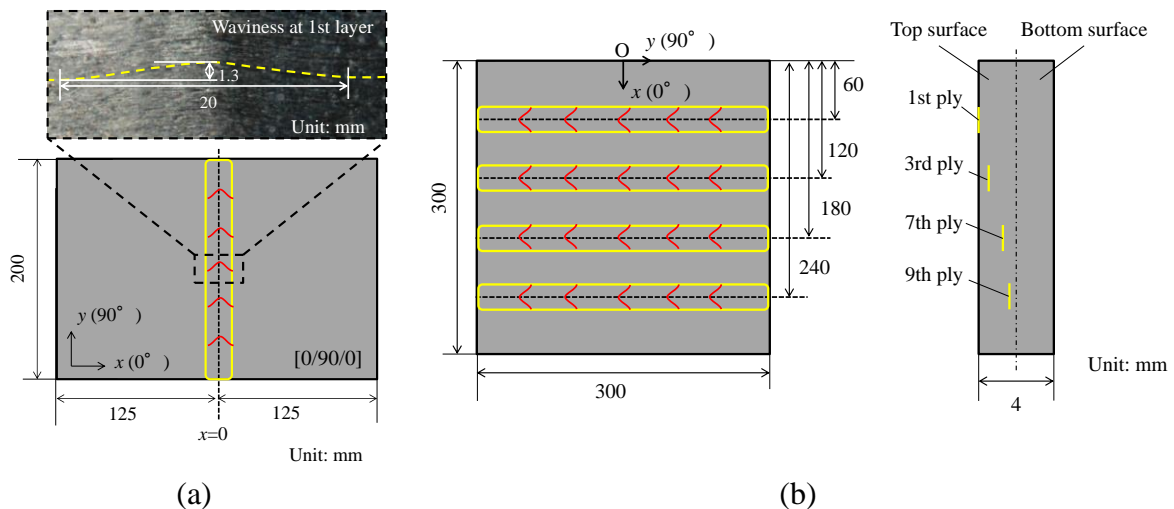 Waviness at 1st layer
1.3
20
Unit: mm
200
y (90°)
x (0°)
[0/90/0]
125
125
x=0
Unit: mm
(a)
O
y (90°)
x (0°)
60
120
180
240
300
300
(b)
Top surface
Bottom surface
1st ply
3rd ply
7th ply
9th ply
Unit: mm
4